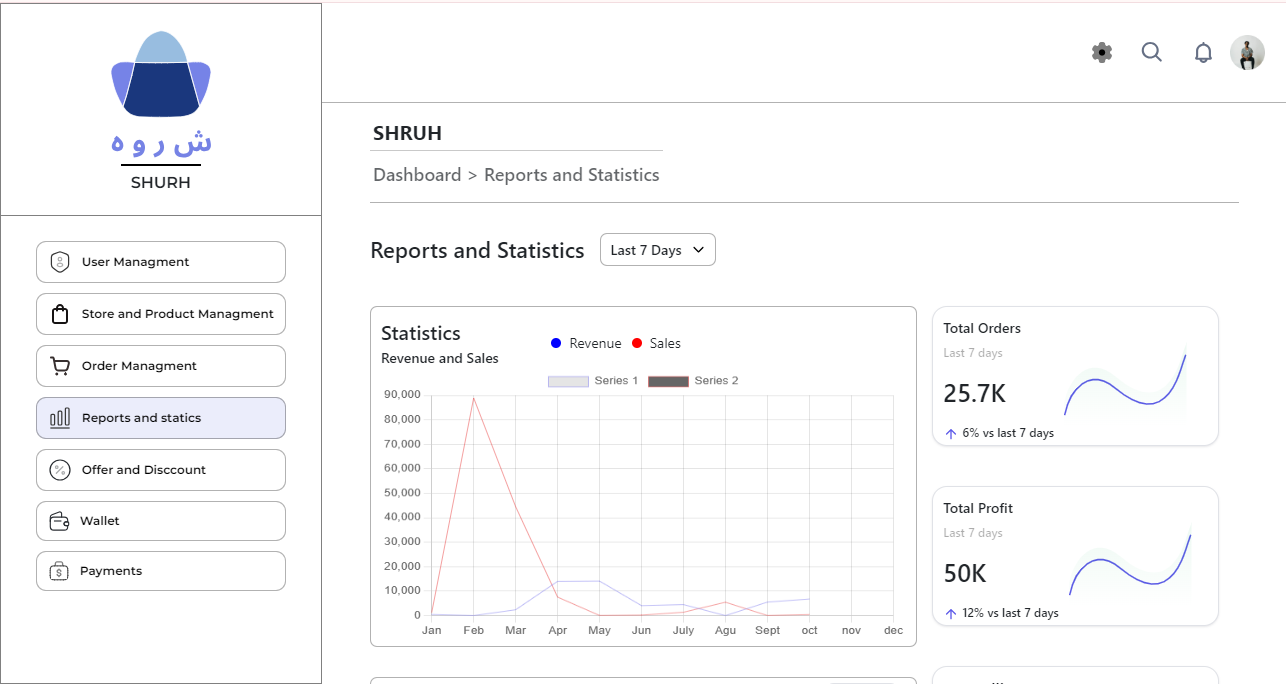 ش ر و ه
SHURH
User Managment
Store and Product Managment
Order Managment
Reports and statics
Offer and Disccount
Wallet
Payments
SHRUH
Dashboard > Reports and Statistics
Reports and Statistics
Last 7 Days
Statistics
Revenue and Sales
Revenue
Sales
Series 1
Series 2
90,000
80,000
70,000
60,000
50,000
40,000
30,000
20,000
10,000
0
Jan Feb Mar Apr May Jun July Agu Sept oct nov dec
Total Orders
Last 7 days
25.7K
6% vs last 7 days
Total Profit
Last 7 days
50K
12% vs last 7 days